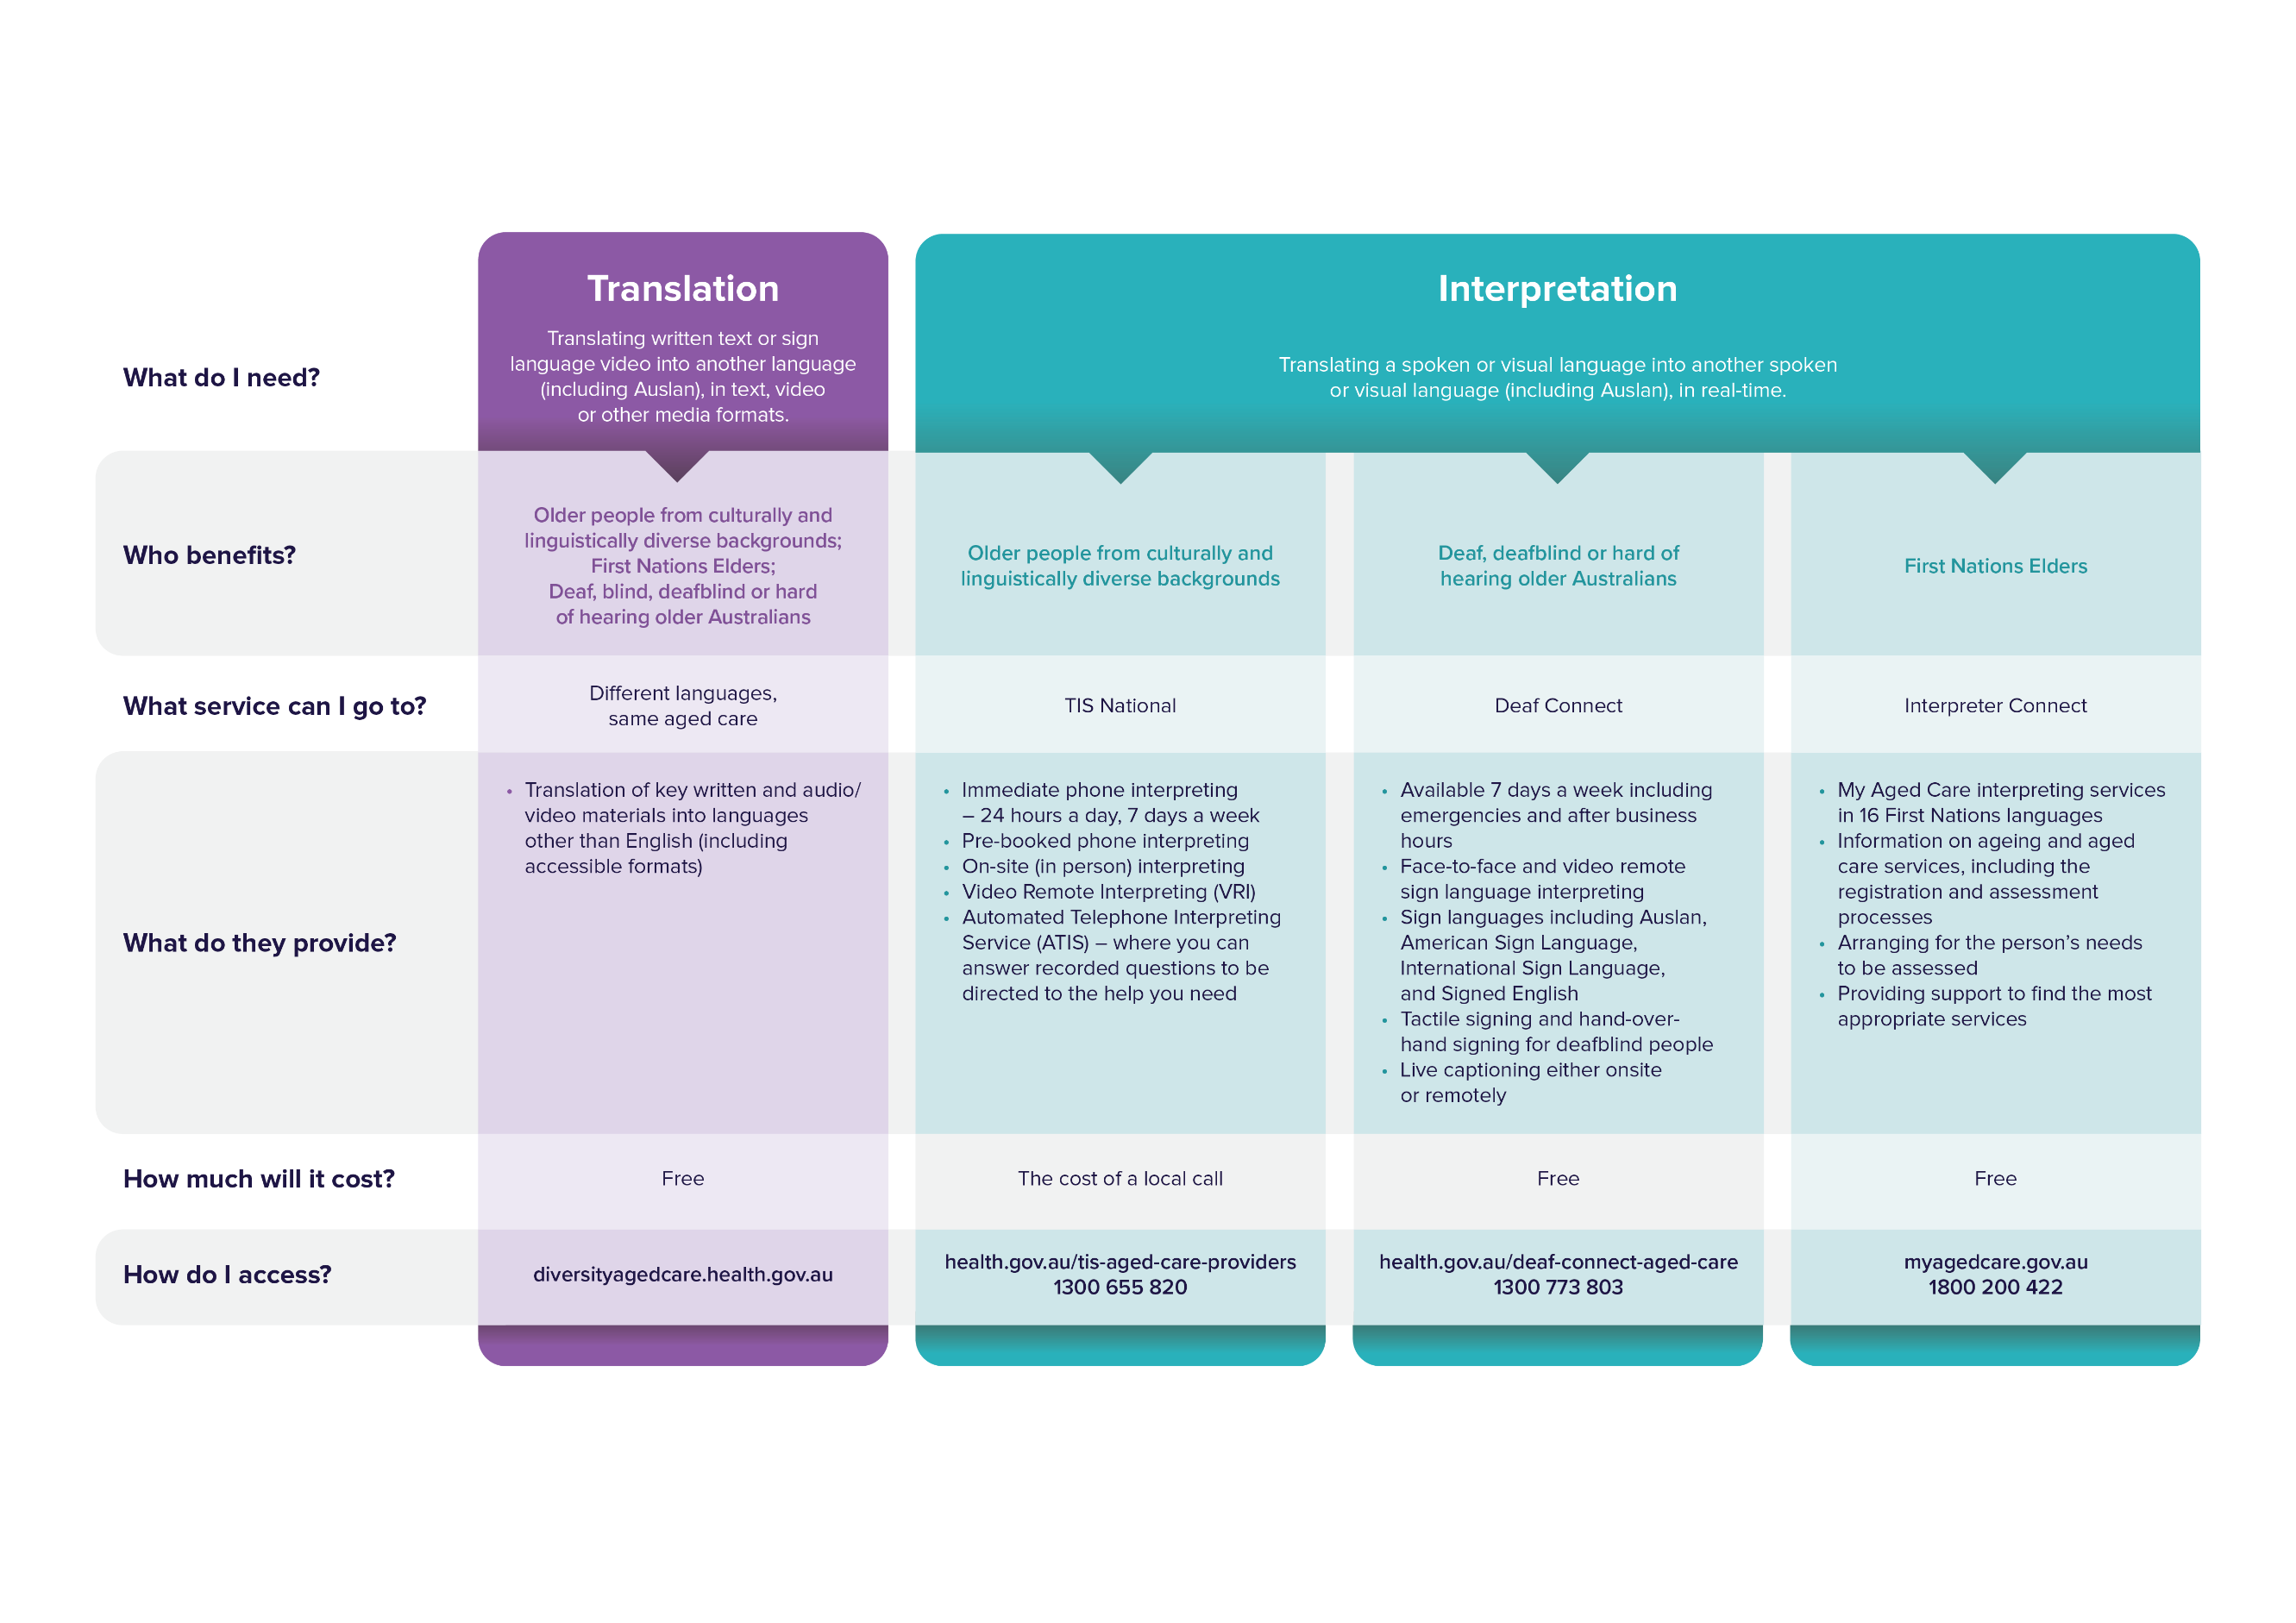 Translation
Translating written text or sign
language video into another language
(including Auslan), in text, video
or other media formats.
Interpretation
Translating a spoken or visual language into another spoken
or visual language (including Auslan), in real-time.
What do I need?
Who benefits?
Older people from culturally and
linguistically diverse backgrounds;
First Nations Elders;
Deaf, blind, deafblind or hard
of hearing older Australians
Older people from culturally and
linguistically diverse backgrounds
Deaf, deafblind or hard of
hearing older Australians
First Nations Elders
What service can I go to?
Different languages,
same aged care
TIS National
Deaf Connect
Interpreter Connect
What do they provide?
• Translation of key written and audio/
video materials into languages
other than English (including
accessible formats)
• Immediate phone interpreting
– 24 hours a day, 7 days a week
• Pre-booked phone interpreting
• On-site (in person) interpreting
• Video Remote Interpreting (VRI)
• Automated Telephone Interpreting
Service (ATIS) – where you can
answer recorded questions to be
directed to the help you need
• Available 7 days a week including
emergencies and after business
hours
• Face-to-face and video remote
sign language interpreting
• Sign languages including Auslan,
American Sign Language,
International Sign Language,
and Signed English
• Tactile signing and hand-over-
hand signing for deafblind people
• Live captioning either onsite
or remotely
• My Aged Care interpreting services
in 16 First Nations languages
• Information on ageing and aged
care services, including the
registration and assessment
processes
• Arranging for the person’s needs
to be assessed
• Providing support to find the most
appropriate services
How much will it cost?
Free
The cost of a local call
Free
Free
How do I access?
diversityagedcare.health.gov.au
health.gov.au/tis-aged-care-providers
1300 655 820
health.gov.au/deaf-connect-aged-care
1300 773 803
myagedcare.gov.au
1800 200 422